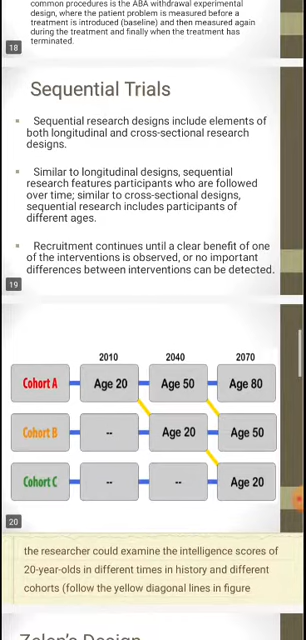 common procedures is the ABA withdrawal experimental
design, where the patient problem is measured before a
treatment is introduced (baseline) and then measured again
during the treatment and finally when the treatment has
terminated.
18
Sequential Trials
▪ Sequential research designs include elements of
both longitudinal and cross-sectional research
designs.
▪ Similar to longitudinal designs, sequential
research features participants who are followed
over time; similar to cross-sectional designs,
sequential research includes participants of
different ages.
▪ Recruitment continues until a clear benefit of one
of the interventions is observed, or no important
differences between interventions can be detected.
19
2010 2040 2070
Cohort A Age 20 Age 50 Age 80
Cohort B -- Age 20 Age 50
Cohort C -- -- Age 20
20
the researcher could examine the intelligence scores of
20-year-olds in different times in history and different
cohorts (follow the yellow diagonal lines in figure
Zelen's Design